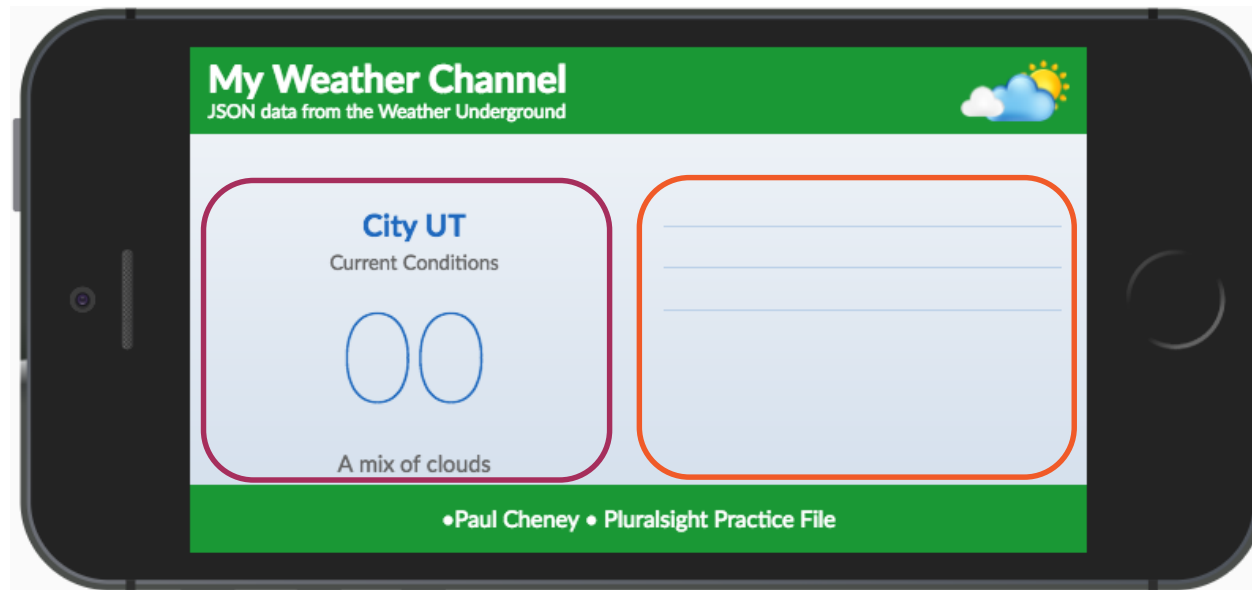 My Weather Channel
JSON data from the Weather Underground
City UT
Current Conditions
00
A mix of clouds
•Paul Cheney • Pluralsight Practice File